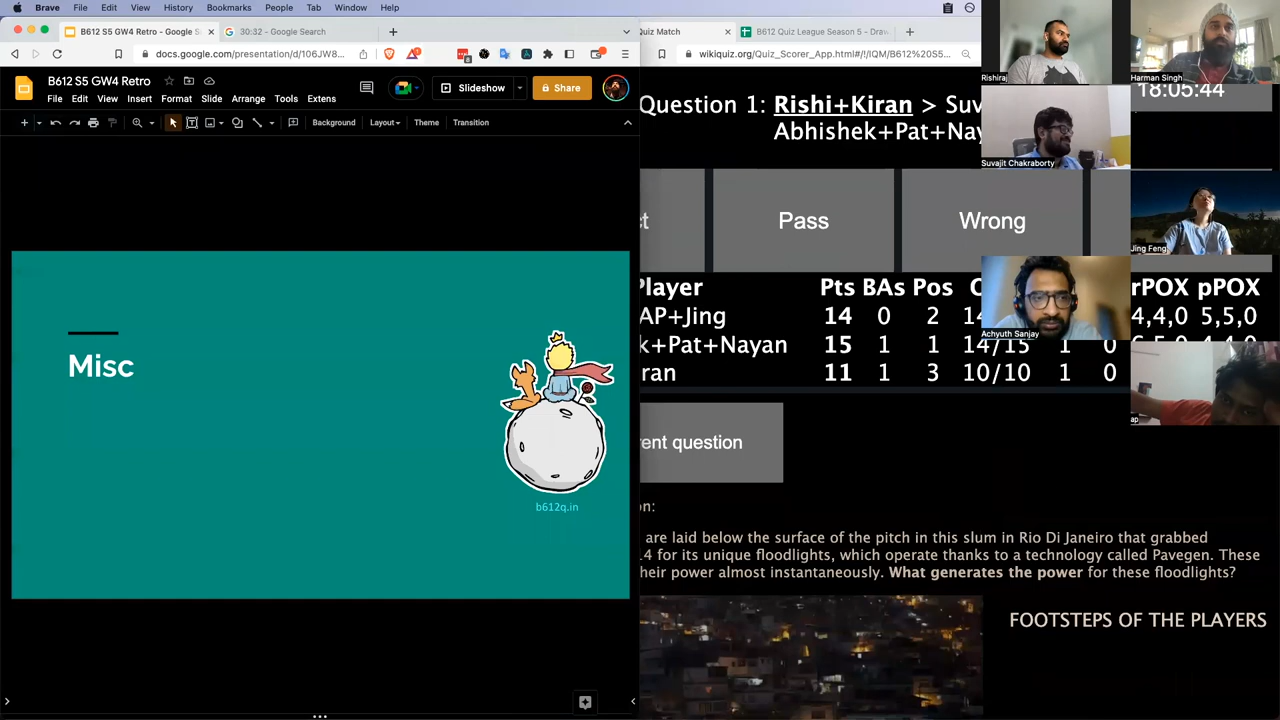 Brave File Edit View History Bookmarks People Tab Window Help
B612 S5 GW4 Retro - Google S
30:32 - Google Search
docs.google.com/presentation/d/106JW8...
B612 S5 GW4 Retro
File Edit View Insert Format Slide Arrange Tools Extens
Slideshow
Share
Background Layout Theme Transition
Misc
b612q.in
Quiz Match
B612 Quiz League Season 5 - Draw
wikiquiz.org/Quiz_Scorer_App.html#/!/IQM/B612%20S5...
Question 1: Rishi+Kiran > Suv
Abhishek+Pat+Nay
18:05:44
Pass
Wrong
Player Pts BAs Pos rPOX pPOX
AP+Jing 14 0 2 4,4,0 5,5,0
k+Pat+Nayan 15 1 1 14/15 1 0
ran 11 1 3 10/10 1 0
rent question
on:
are laid below the surface of the pitch in this slum in Rio Di Janeiro that grabbed
.4 for its unique floodlights, which operate thanks to a technology called Pavegen. These
heir power almost instantaneously. What generates the power for these floodlights?
FOOTSTEPS OF THE PLAYERS
Rishiraj
Harman Singh
Suvajit Chakraborty
Jing Feng
Achyuth Sanjay
ap